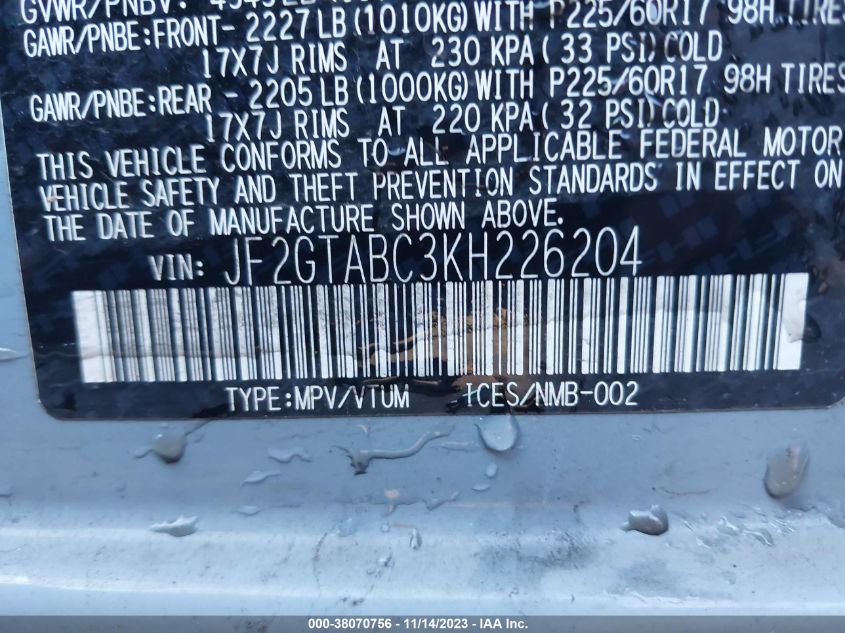 GVWR/PNBV:
GAWR/PNBE:FRONT- 2227 LB (1010KG) WITH P225/60R17 98H TIRES
17X7J RIMS AT 230 KPA (33 PSI) COLD
GAWR/PNBE:REAR - 2205 LB (1000KG) WITH P225/60R17 98H TIRES
17X7J RIMS AT 220 KPA (32 PSI) COLD
THIS VEHICLE CONFORMS TO ALL APPLICABLE FEDERAL MOTOR
VEHICLE SAFETY AND THEFT PREVENTION STANDARDS IN EFFECT ON
THE DATE OF MANUFACTURE SHOWN ABOVE.
VIN: JF2GTABC3KH226204
TYPE:MPV/VTUM ICES/NMB-002
000-38070756 - 11/14/2023 - IAA Inc.